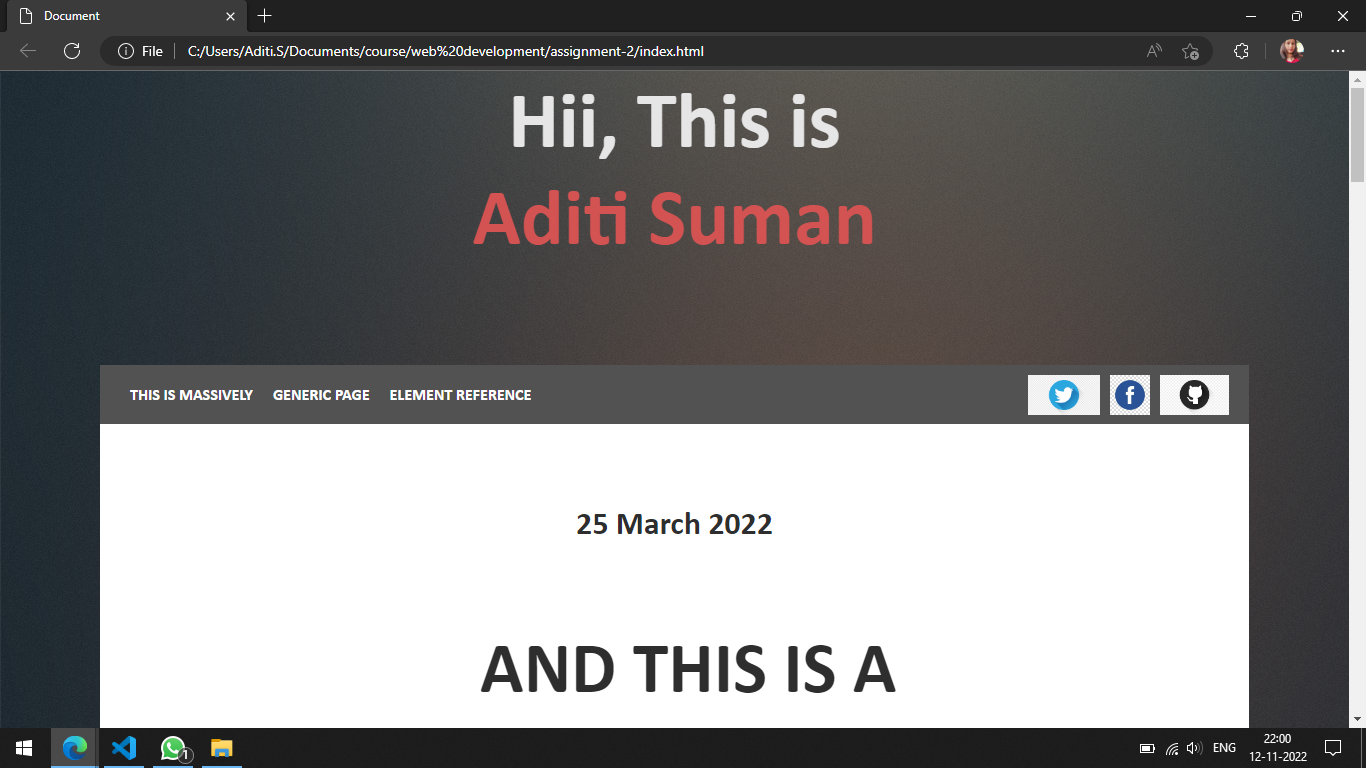 Document
File
C:/Users/Aditi.S/Documents/course/web%20development/assignment-2/index.html
Hii, This is
Aditi Suman
THIS IS MASSIVELY GENERIC PAGE ELEMENT REFERENCE
25 March 2022
AND THIS IS A
1
ENG
22:00
12-11-2022